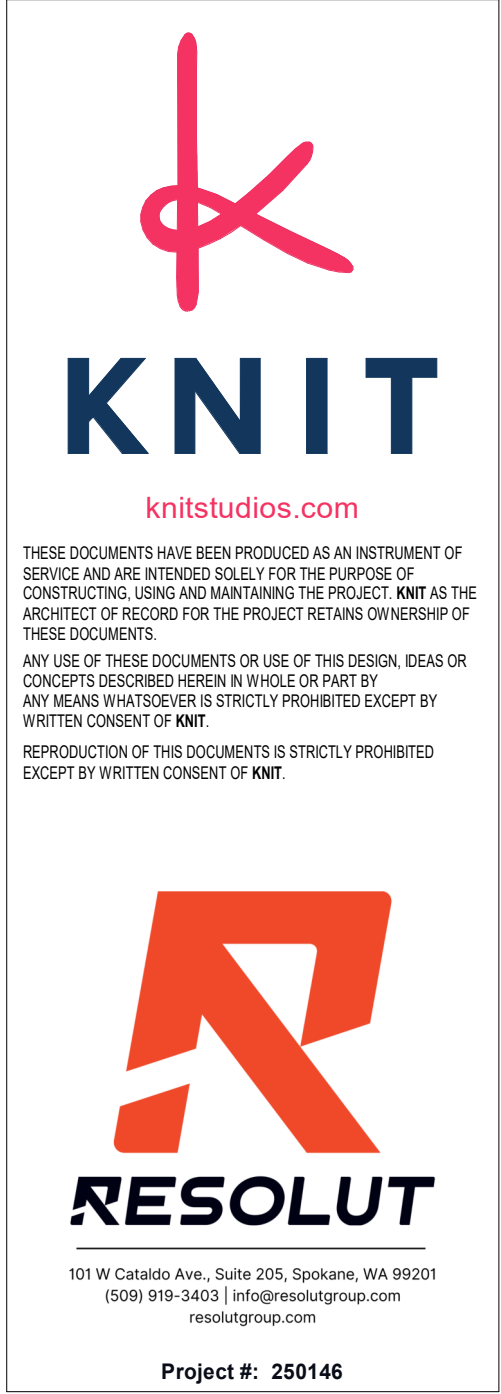 KNIT
knitstudios.com
THESE DOCUMENTS HAVE BEEN PRODUCED AS AN INSTRUMENT OF
SERVICE AND ARE INTENDED SOLELY FOR THE PURPOSE OF
CONSTRUCTING, USING AND MAINTAINING THE PROJECT. KNIT AS THE
ARCHITECT OF RECORD FOR THE PROJECT RETAINS OWNERSHIP OF
THESE DOCUMENTS.
ANY USE OF THESE DOCUMENTS OR USE OF THIS DESIGN, IDEAS OR
CONCEPTS DESCRIBED HEREIN IN WHOLE OR PART BY
ANY MEANS WHATSOEVER IS STRICTLY PROHIBITED EXCEPT BY
WRITTEN CONSENT OF KNIT.
REPRODUCTION OF THIS DOCUMENTS IS STRICTLY PROHIBITED
EXCEPT BY WRITTEN CONSENT OF KNIT.
RESOLUT
101 W Cataldo Ave., Suite 205, Spokane, WA 99201
(509) 919-3403 | info@resolutgroup.com
resolutgroup.com
Project #: 250146